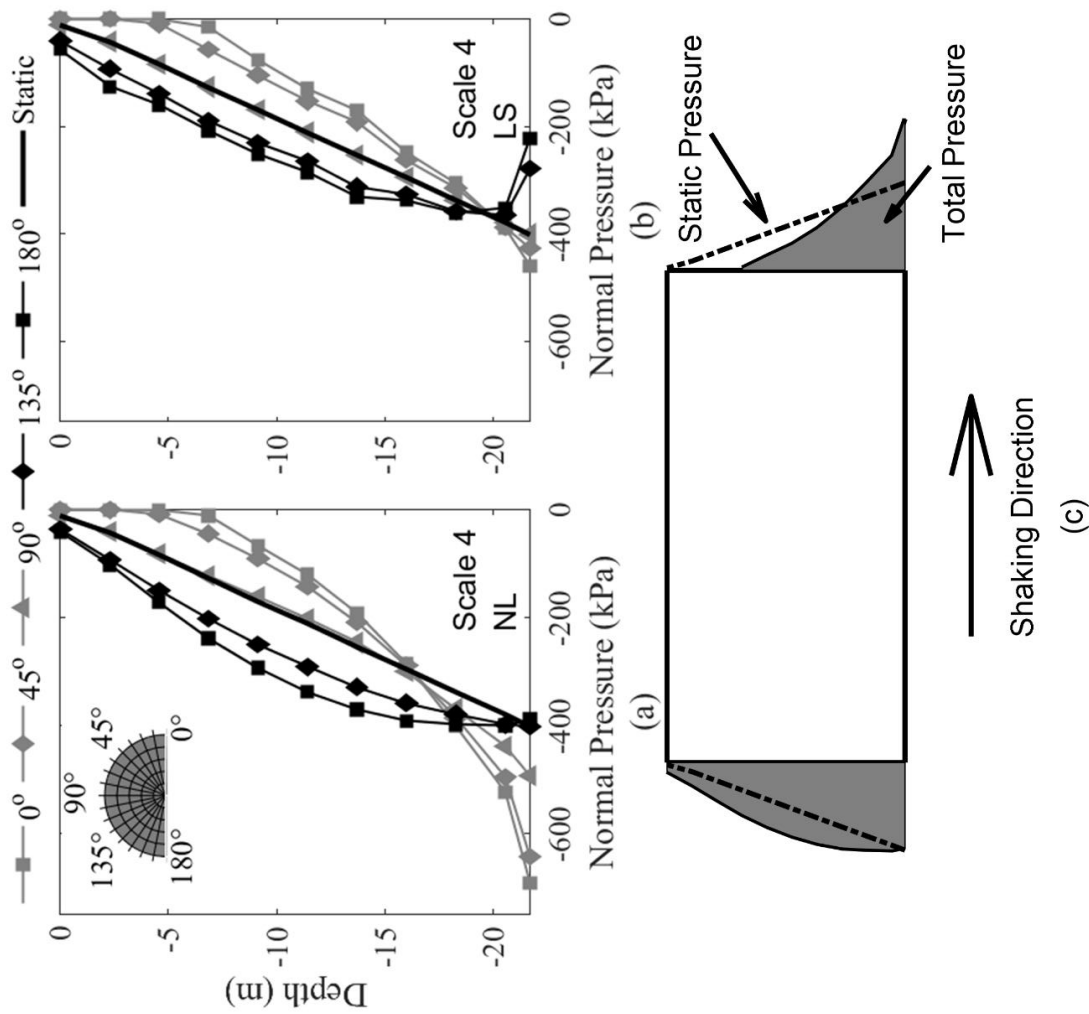 0° 45° 90° 135° 180° Static
135° 90° 45°
180° 0°
Depth (m)
0
-5
-10
-15
-20
Scale 4
NL
-600 -400 -200 0
Normal Pressure (kPa)
(a)
0
-5
-10
-15
-20
Scale 4
LS
-600 -400 -200 0
Normal Pressure (kPa)
(b)
Static Pressure
Total Pressure
Shaking Direction
(c)